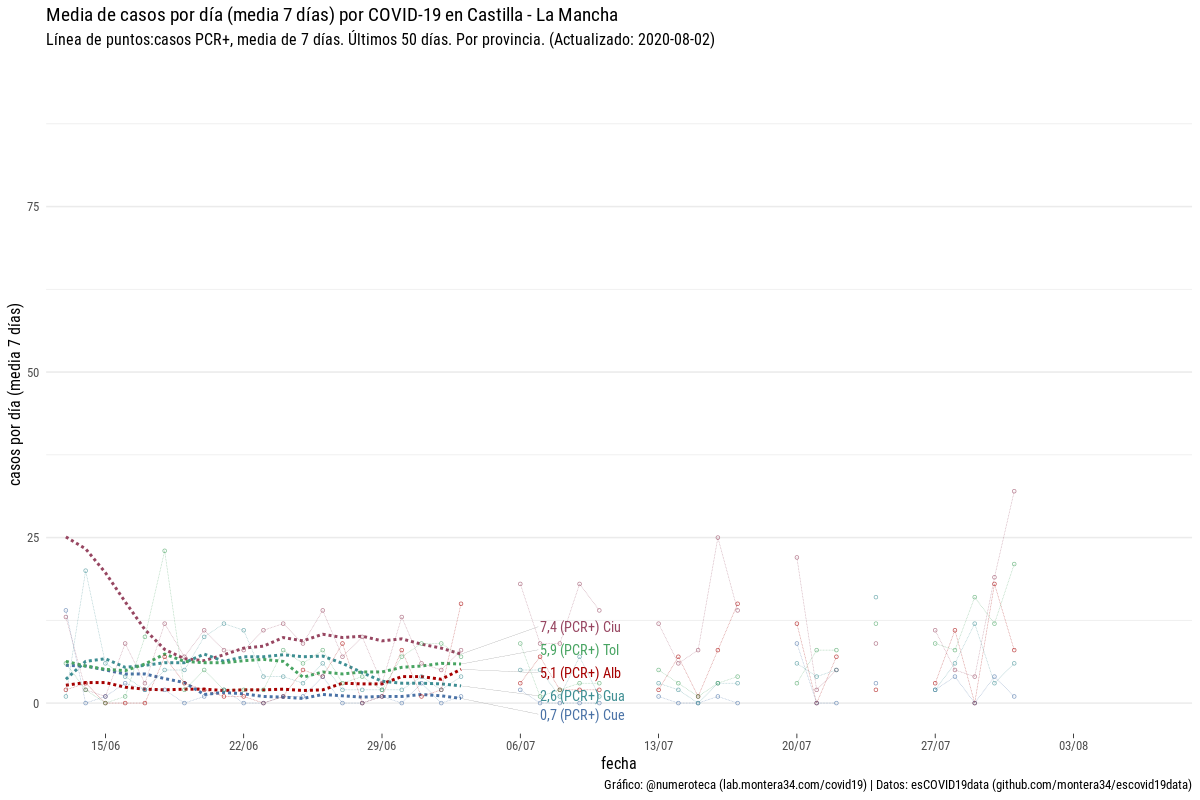 Media de casos por día (media 7 días) por COVID-19 en Castilla - La Mancha
Línea de puntos:casos PCR+, media de 7 días. Últimos 50 días. Por provincia. (Actualizado: 2020-08-02)
casos por día (media 7 días)
75
50
25
0
7,4 (PCR+) Ciu
5,9 (PCR+) Tol
5,1 (PCR+) Alb
2,6 (PCR+) Gua
0,7 (PCR+) Cue
15/06
22/06
29/06
06/07
13/07
20/07
27/07
03/08
fecha
Gráfico: @numeroteca (lab.montera34.com/covid19) | Datos: esCOVID19data (github.com/montera34/escovid19data)